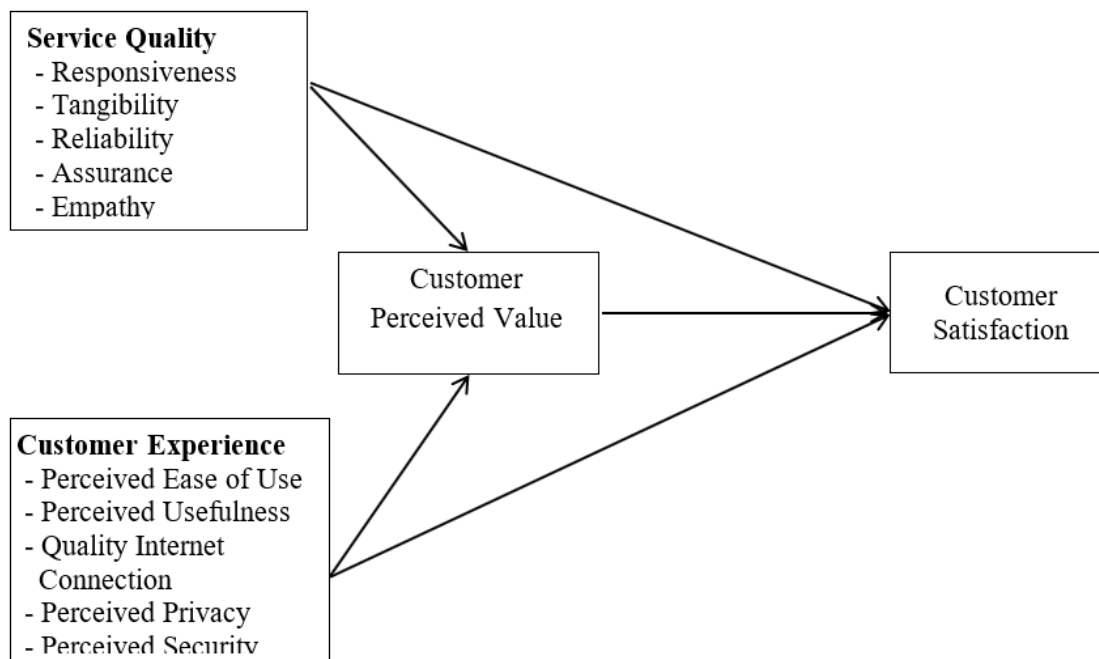 Service Quality
- Responsiveness
- Tangibility
- Reliability
- Assurance
- Empathy
Customer
Perceived Value
Customer
Satisfaction
Customer Experience
- Perceived Ease of Use
- Perceived Usefulness
- Quality Internet
Connection
- Perceived Privacy
- Perceived Security